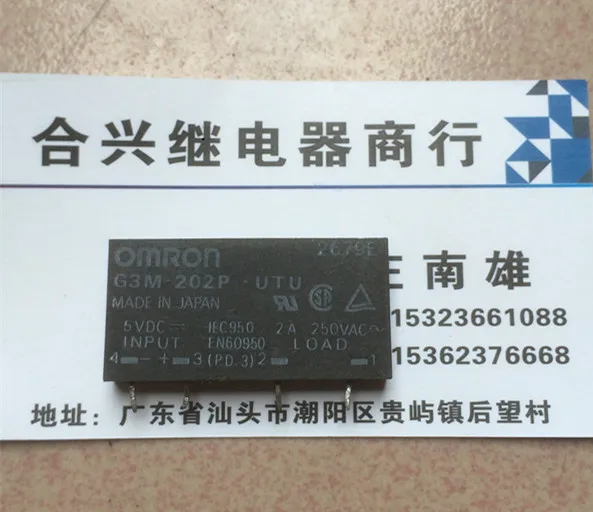 合兴继电器商行
OMRON 2679E
G3M-202P -UTU
MADE IN JAPAN
5VDC IEC950 2A 250VAC~
INPUT EN60950 LOAD
4 - + 3 (P.D.3) 2 1
王南雄
15323661088
15362376668
地址:广东省汕头市潮阳区贵屿镇后望村